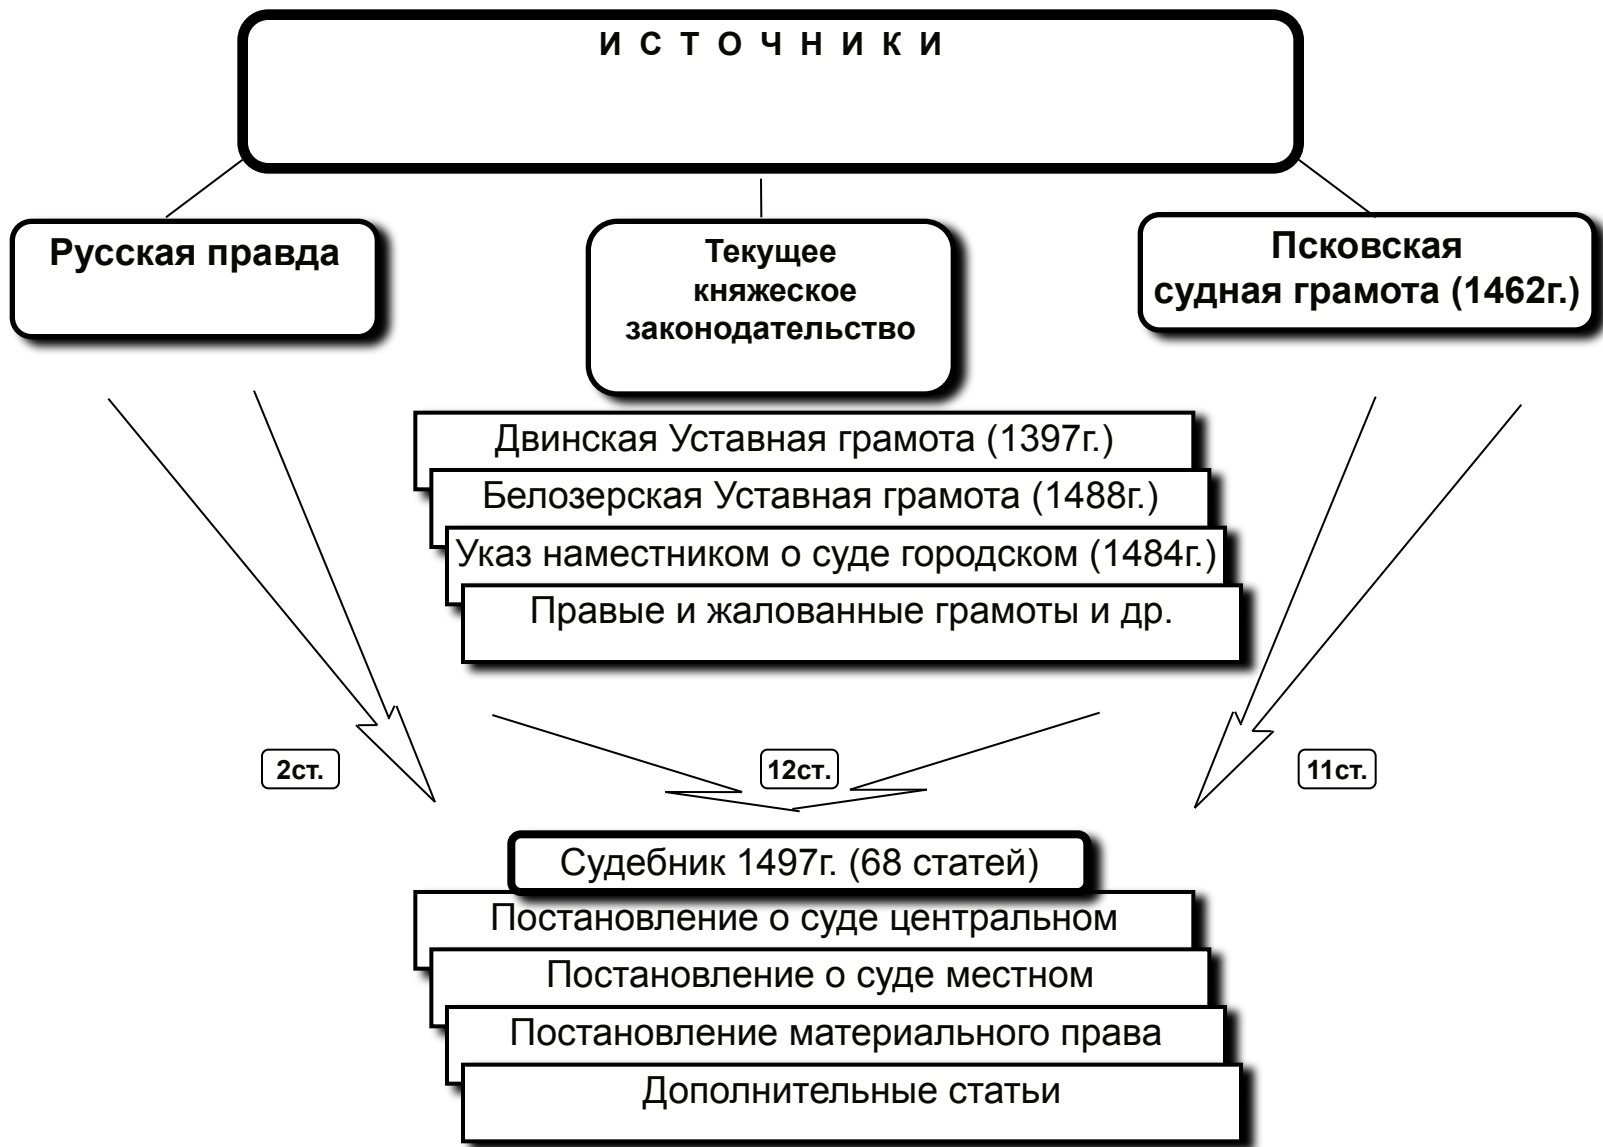 И С Т О Ч Н И К И
Русская правда
Текущее
княжеское
законодательство
Псковская
судная грамота (1462г.)
Двинская Уставная грамота (1397г.)
Белозерская Уставная грамота (1488г.)
Указ наместником о суде городском (1484г.)
Правые и жалованные грамоты и др.
2ст.
12ст.
11ст.
Судебник 1497г. (68 статей)
Постановление о суде центральном
Постановление о суде местном
Постановление материального права
Дополнительные статьи